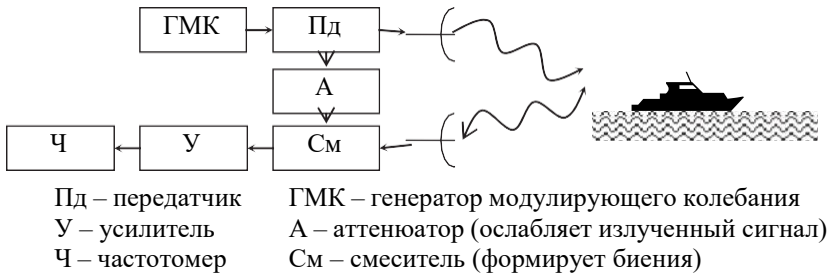 ГМК Пд
А
Ч У См
Пд – передатчик ГМК – генератор модулирующего колебания
У – усилитель А – аттенюатор (ослабляет излученный сигнал)
Ч – частотомер См – смеситель (формирует биения)